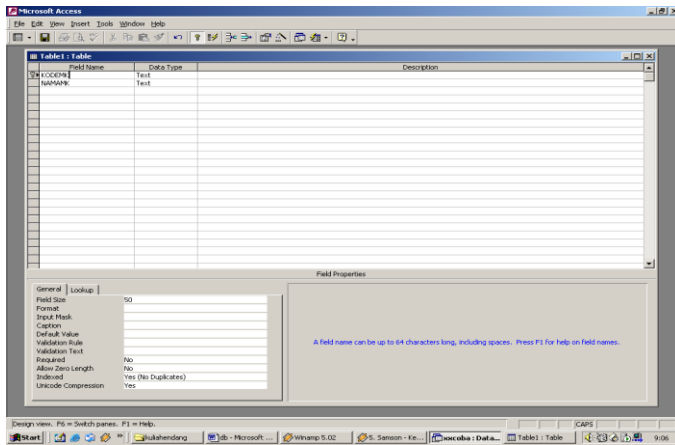 Microsoft Access
File Edit View Insert Tools Window Help
Table1 : Table
Field Name Data Type Description
KODEMK Text
NAMAMK Text
Field Properties
General Lookup
Field Size 50
Format
Input Mask
Caption
Default Value
Validation Rule
Validation Text
Required No
Allow Zero Length No
Indexed Yes (No Duplicates)
Unicode Compression Yes
A field name can be up to 64 characters long, including spaces. Press F1 for help on field names.
Design view. F6 = Switch panes. F1 = Help. CAPS
Start kuliahendang db - Microsoft ... Winamp 5.02 5. Samson - Ke... : Data... Table1 : Table 9:06